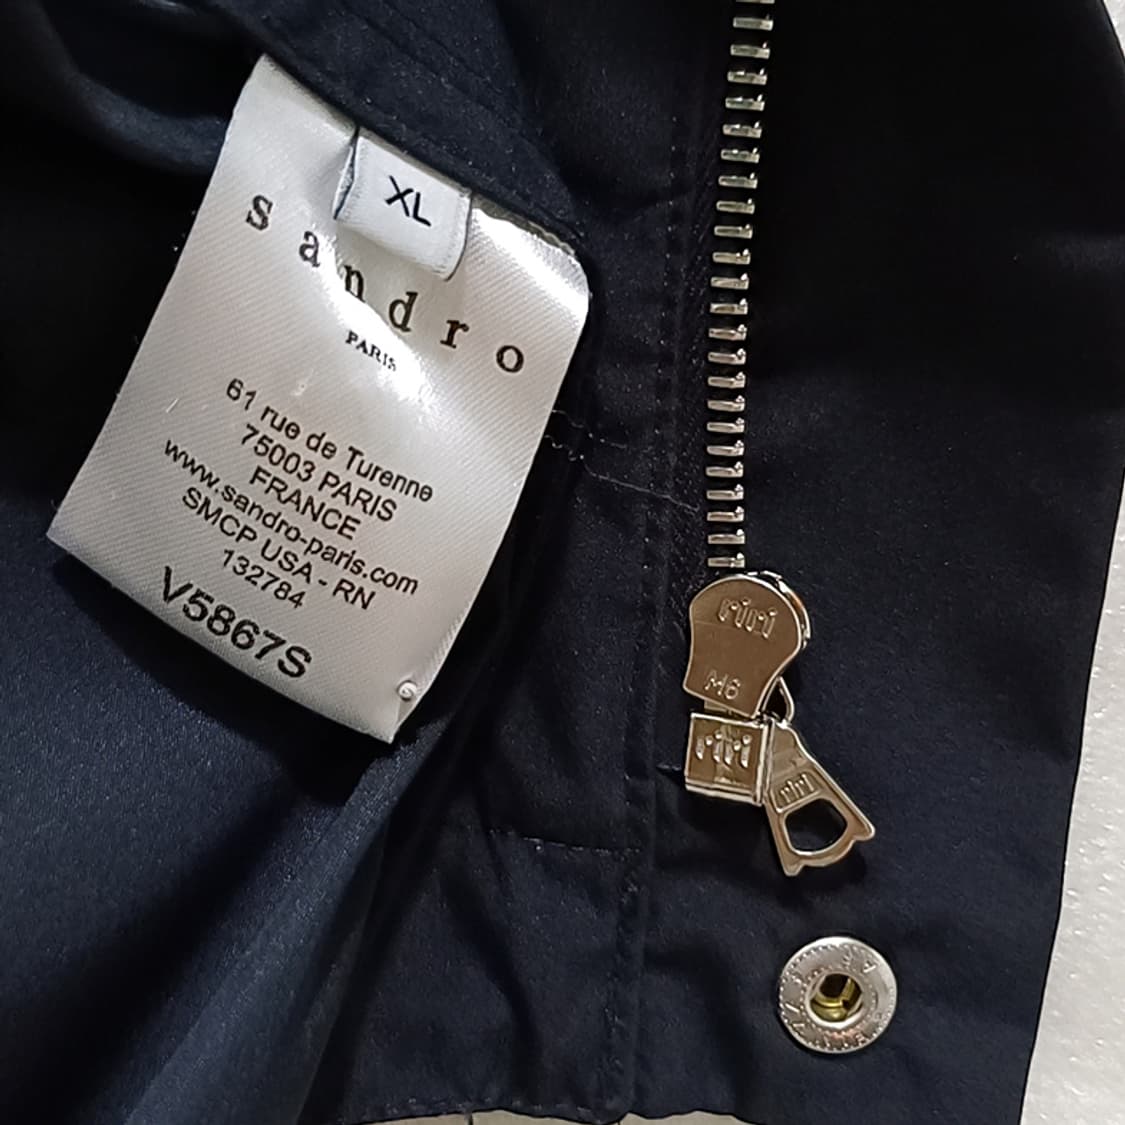 XL
sandro
PARIS
61 rue de Turenne
75003 PARIS
FRANCE
www.sandro-paris.com
SMCP USA - RN
132784
V5867S
riri
M6
riri
riri